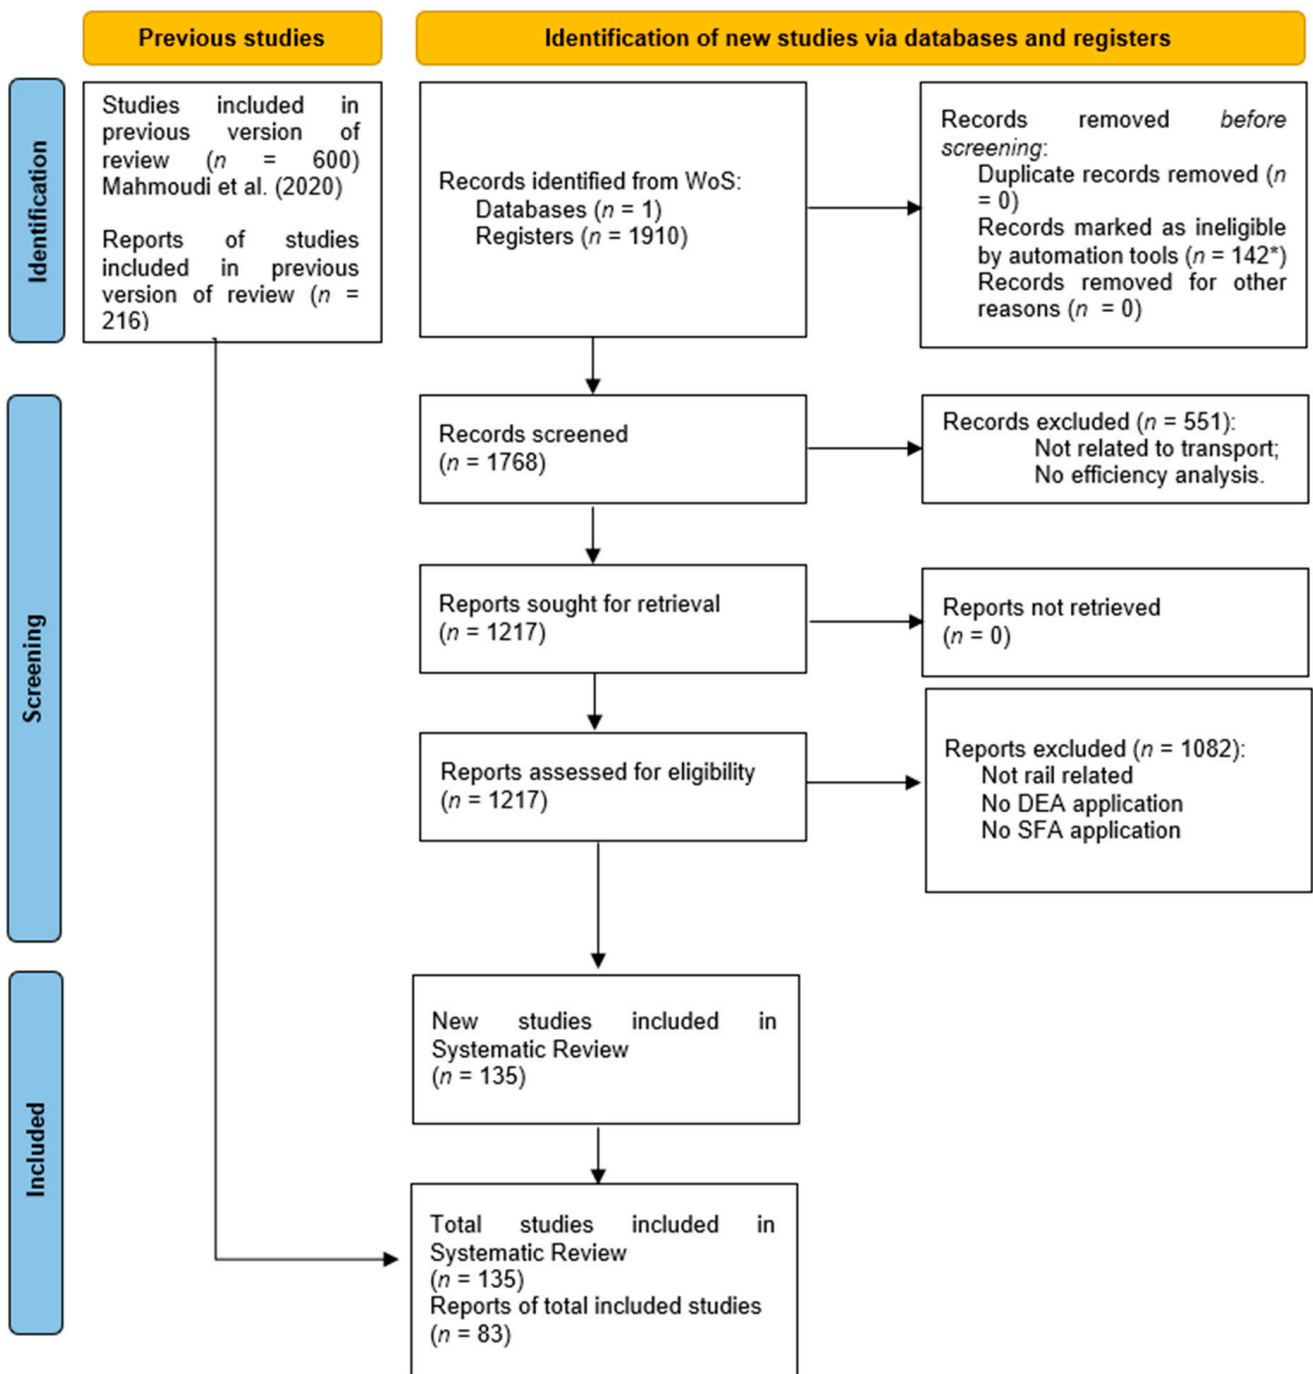 Previous studies
Identification of new studies via databases and registers
Identification
Studies included in
previous version of
review (n = 600)
Mahmoudi et al. (2020)
Reports of studies
included in previous
version of review (n =
216)
Records identified from WoS:
Databases (n = 1)
Registers (n = 1910)
Records removed before
screening:
Duplicate records removed (n
= 0)
Records marked as ineligible
by automation tools (n = 142*)
Records removed for other
reasons (n = 0)
Screening
Records screened
(n = 1768)
Records excluded (n = 551):
Not related to transport;
No efficiency analysis.
Reports sought for retrieval
(n = 1217)
Reports not retrieved
(n = 0)
Reports assessed for eligibility
(n = 1217)
Reports excluded (n = 1082):
Not rail related
No DEA application
No SFA application
Included
New studies included in
Systematic Review
(n = 135)
Total studies included in
Systematic Review
(n = 135)
Reports of total included studies
(n = 83)